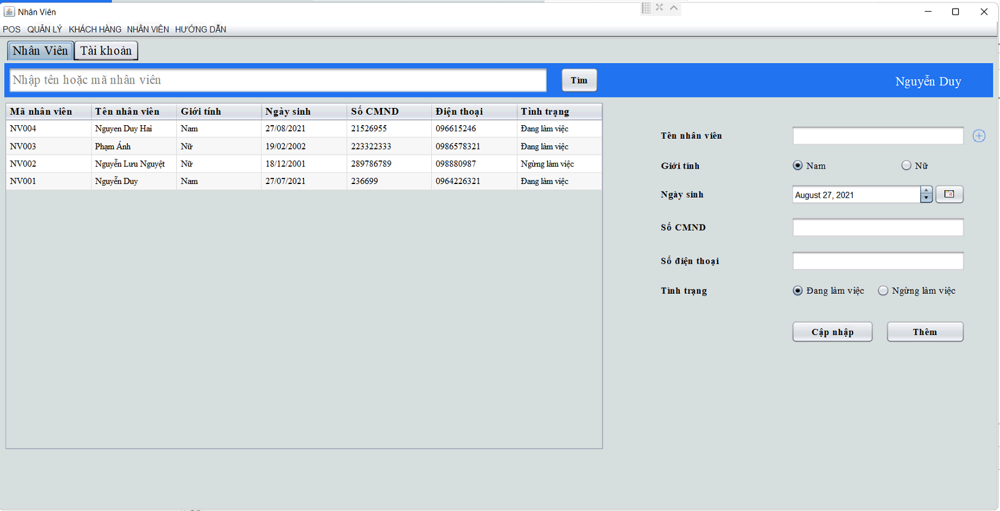 Nhân Viên
POS QUẢN LÝ KHÁCH HÀNG NHÂN VIÊN HƯỚNG DẪN
Nhân Viên Tài khoản
Nhập tên hoặc mã nhân viên Tìm Nguyễn Duy
Mã nhân viên Tên nhân viên Giới tính Ngày sinh Số CMND Điện thoại Tình trạng
NV004 Nguyen Duy Hai Nam 27/08/2021 21526955 096615246 Đang làm việc
NV003 Phạm Ánh Nữ 19/02/2002 223322333 0986578321 Đang làm việc
NV002 Nguyễn Lưu Nguyệt Nữ 18/12/2001 289786789 098880987 Ngừng làm việc
NV001 Nguyễn Duy Nam 27/07/2021 236699 0964226321 Đang làm việc
Tên nhân viên
Giới tính Nam Nữ
Ngày sinh August 27, 2021
Số CMND
Số điện thoại
Tình trạng Đang làm việc Ngừng làm việc
Cập nhập Thêm